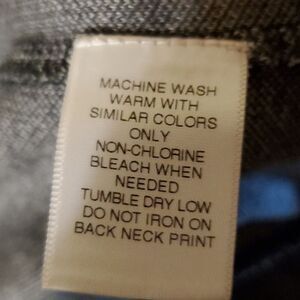 MACHINE WASH
WARM WITH
SIMILAR COLORS
ONLY
NON-CHLORINE
BLEACH WHEN
NEEDED
TUMBLE DRY LOW
DO NOT IRON ON
BACK NECK PRINT